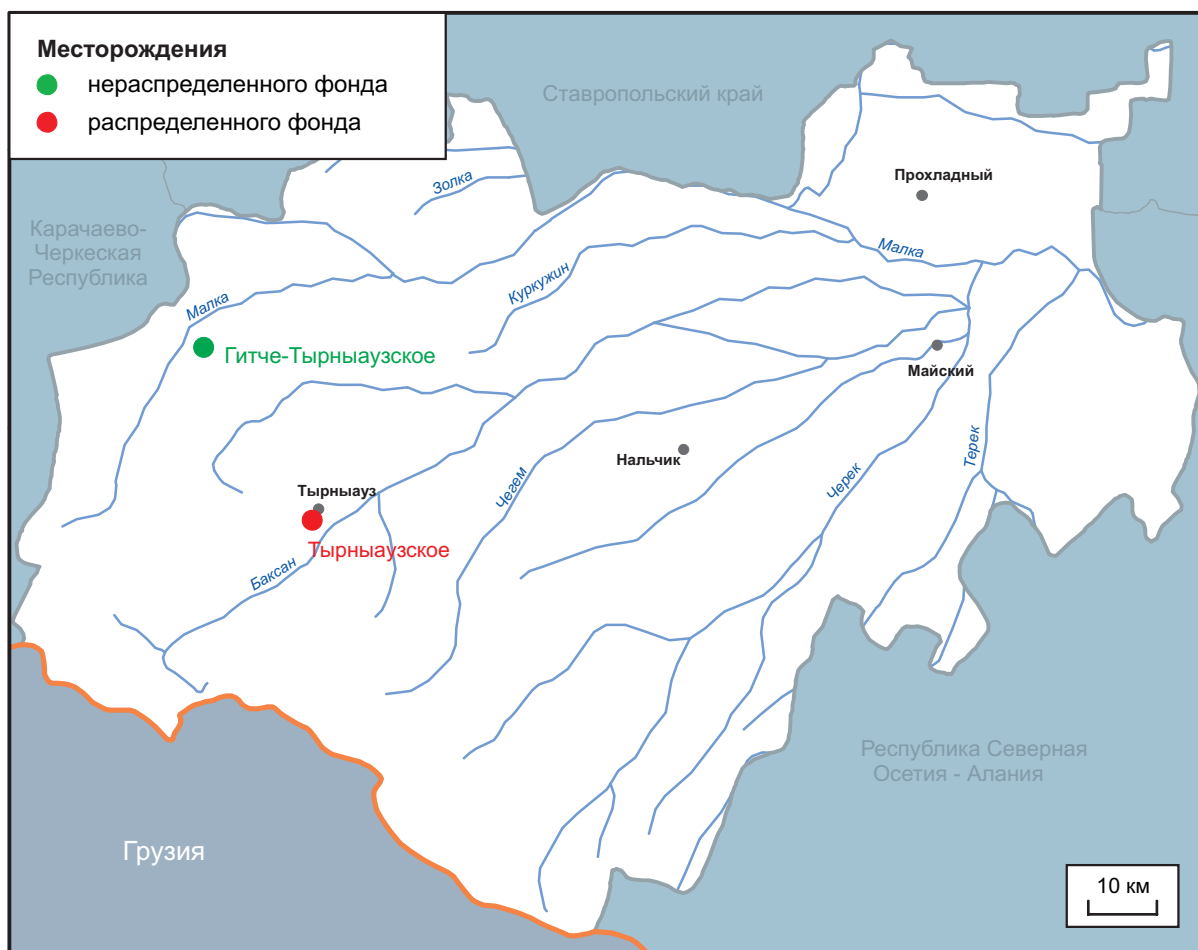 Месторождения
нераспределенного фонда
распределенного фонда
Ставропольский край
Прохладный
Золка
Карачаево-
Черкеская
Республика
Малка
Куркужин
Малка
Гитче-Тырныаузское
Майский
Нальчик
Терек
Черек
Чегем
Тырныауз
Тырныаузское
Баксан
Республика Северная
Осетия - Алания
Грузия
10 км